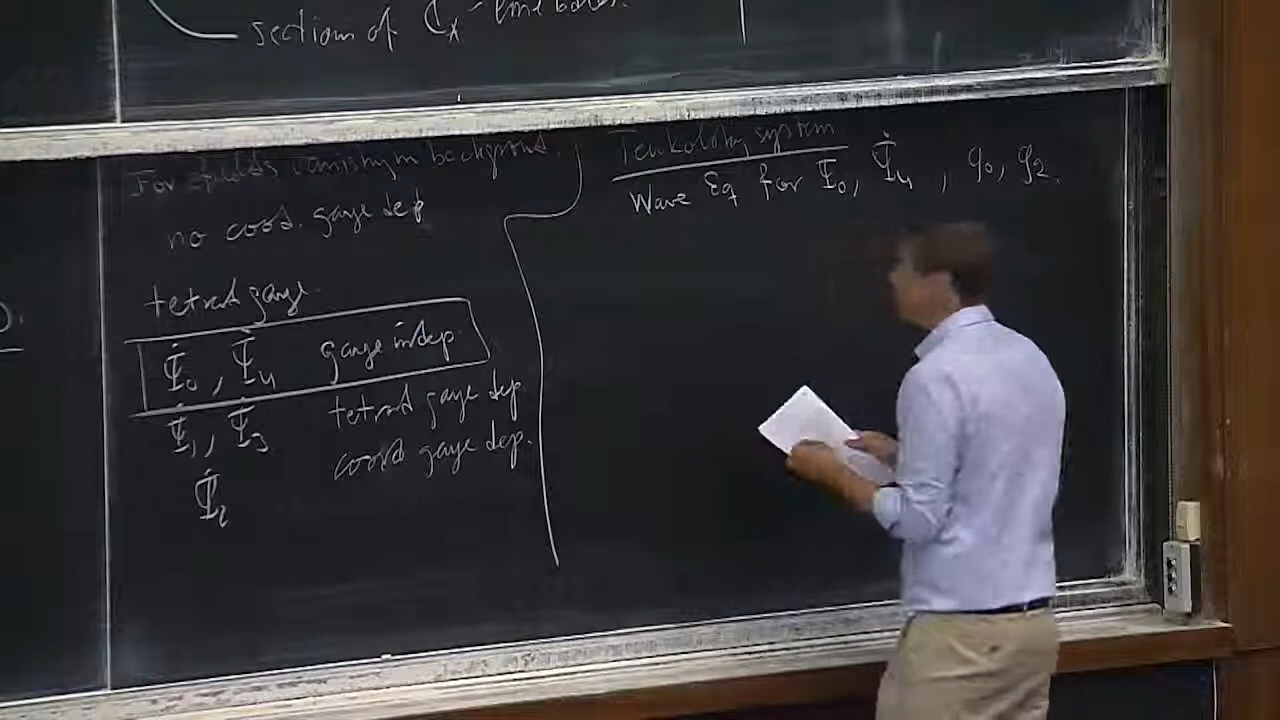 section of ℂ_x - line
For fields vanishing in background.
no coord. gauge dep
tetrad gauge.
Ψ̇₀, Ψ̇₄ gauge indep.
Ψ̇₁, Ψ̇₃ tetrad gauge dep
Ψ̇₂ coord gauge dep.
Teukolsky system
Wave Eq for Ψ̇₀, Ψ̇₄, φ₀, φ₂.